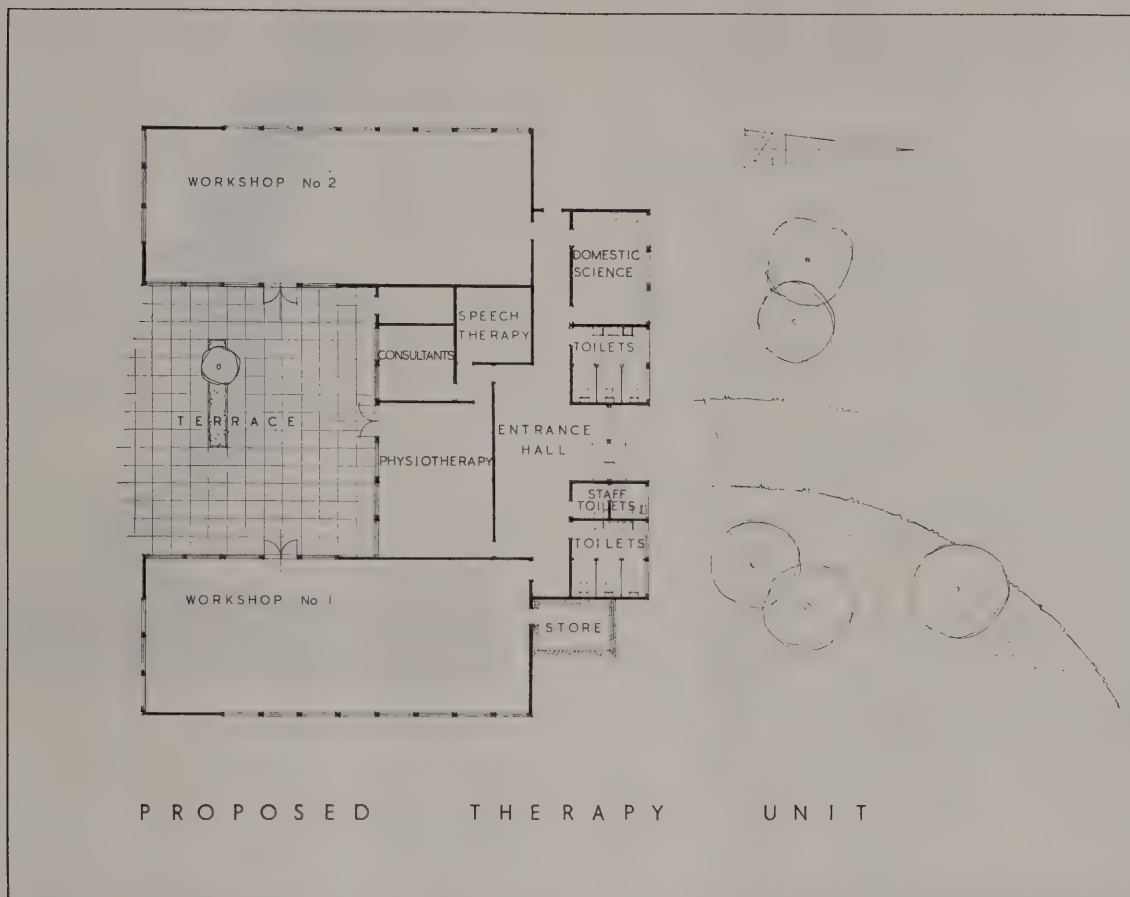 WORKSHOP No 2
DOMESTIC
SCIENCE
SPEECH
THERAPY
CONSULTANTS
TOILETS
TERRACE
ENTRANCE
HALL
PHYSIOTHERAPY
STAFF
TOILETS
TOILETS
WORKSHOP No 1
STORE
PROPOSED THERAPY UNIT